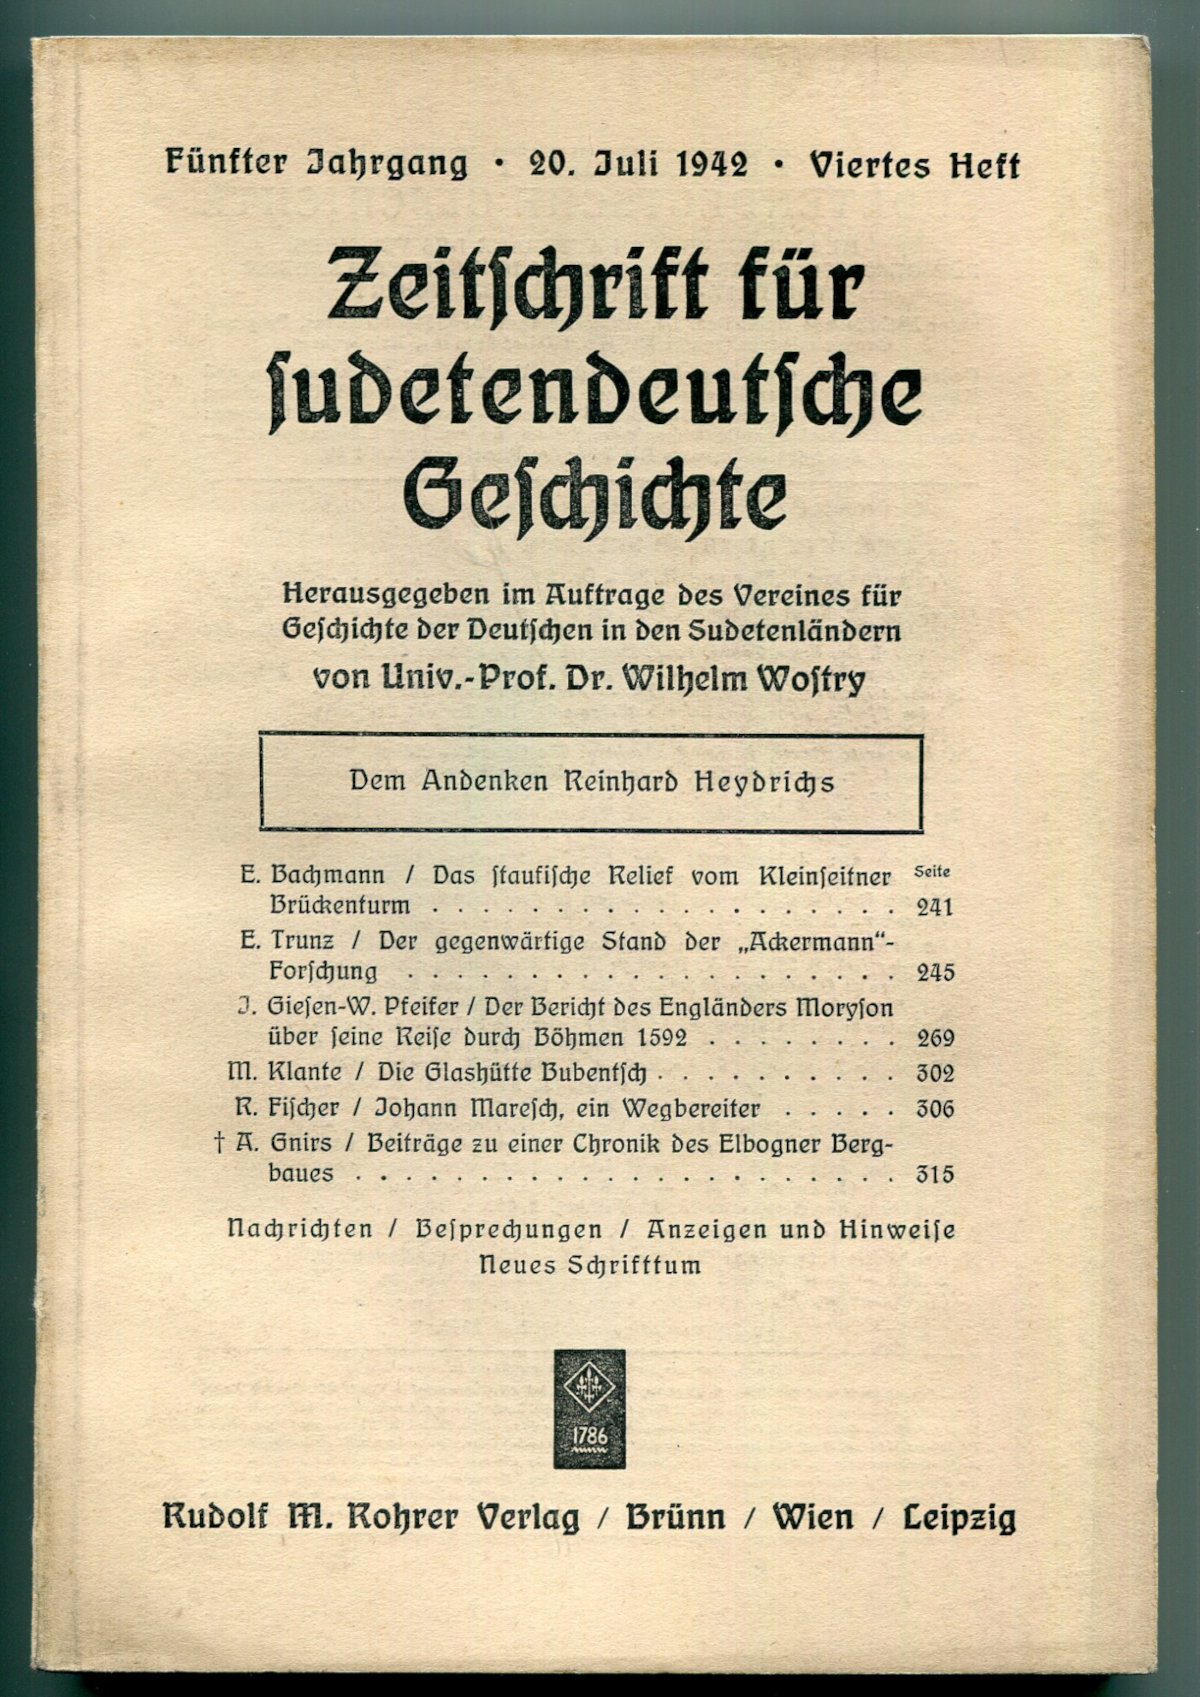 Fünfter Jahrgang • 20. Juli 1942 • Viertes Heft
Zeitschrift für
sudetendeutsche
Geschichte
Herausgegeben im Auftrage des Vereines für
Geschichte der Deutschen in den Sudetenländern
von Univ.-Prof. Dr. Wilhelm Wostry
Dem Andenken Reinhard Heydrichs
E. Bachmann / Das staufische Relief vom Kleinseitner Seite
Brückenturm . . . . . . . . . . . . . . . . . . . 241
E. Trunz / Der gegenwärtige Stand der „Ackermann“-
Forschung . . . . . . . . . . . . . . . . . . . . 245
J. Giesen-W. Pfeifer / Der Bericht des Engländers Moryson
über seine Reise durch Böhmen 1592 . . . . . . . . 269
M. Klante / Die Glashütte Bubentsch . . . . . . . . . . 302
R. Fischer / Johann Maresch, ein Wegbereiter . . . . . 306
† A. Gnirs / Beiträge zu einer Chronik des Elbogner Berg-
baues . . . . . . . . . . . . . . . . . . . . . . 315
Nachrichten / Besprechungen / Anzeigen und Hinweise
Neues Schrifttum
1786
Rudolf M. Rohrer Verlag / Brünn / Wien / Leipzig